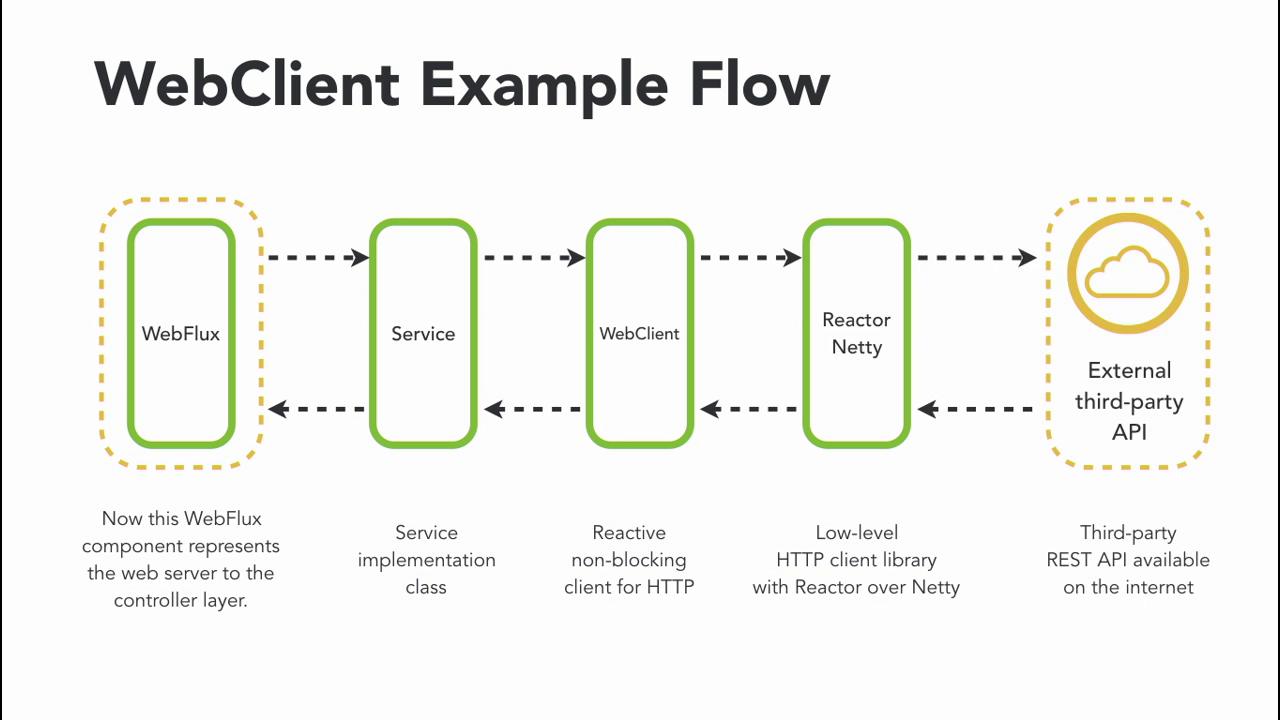 WebClient Example Flow
WebFlux
Service
WebClient
Reactor
Netty
External
third-party
API
Now this WebFlux
component represents
the web server to the
controller layer.
Service
implementation
class
Reactive
non-blocking
client for HTTP
Low-level
HTTP client library
with Reactor over Netty
Third-party
REST API available
on the internet